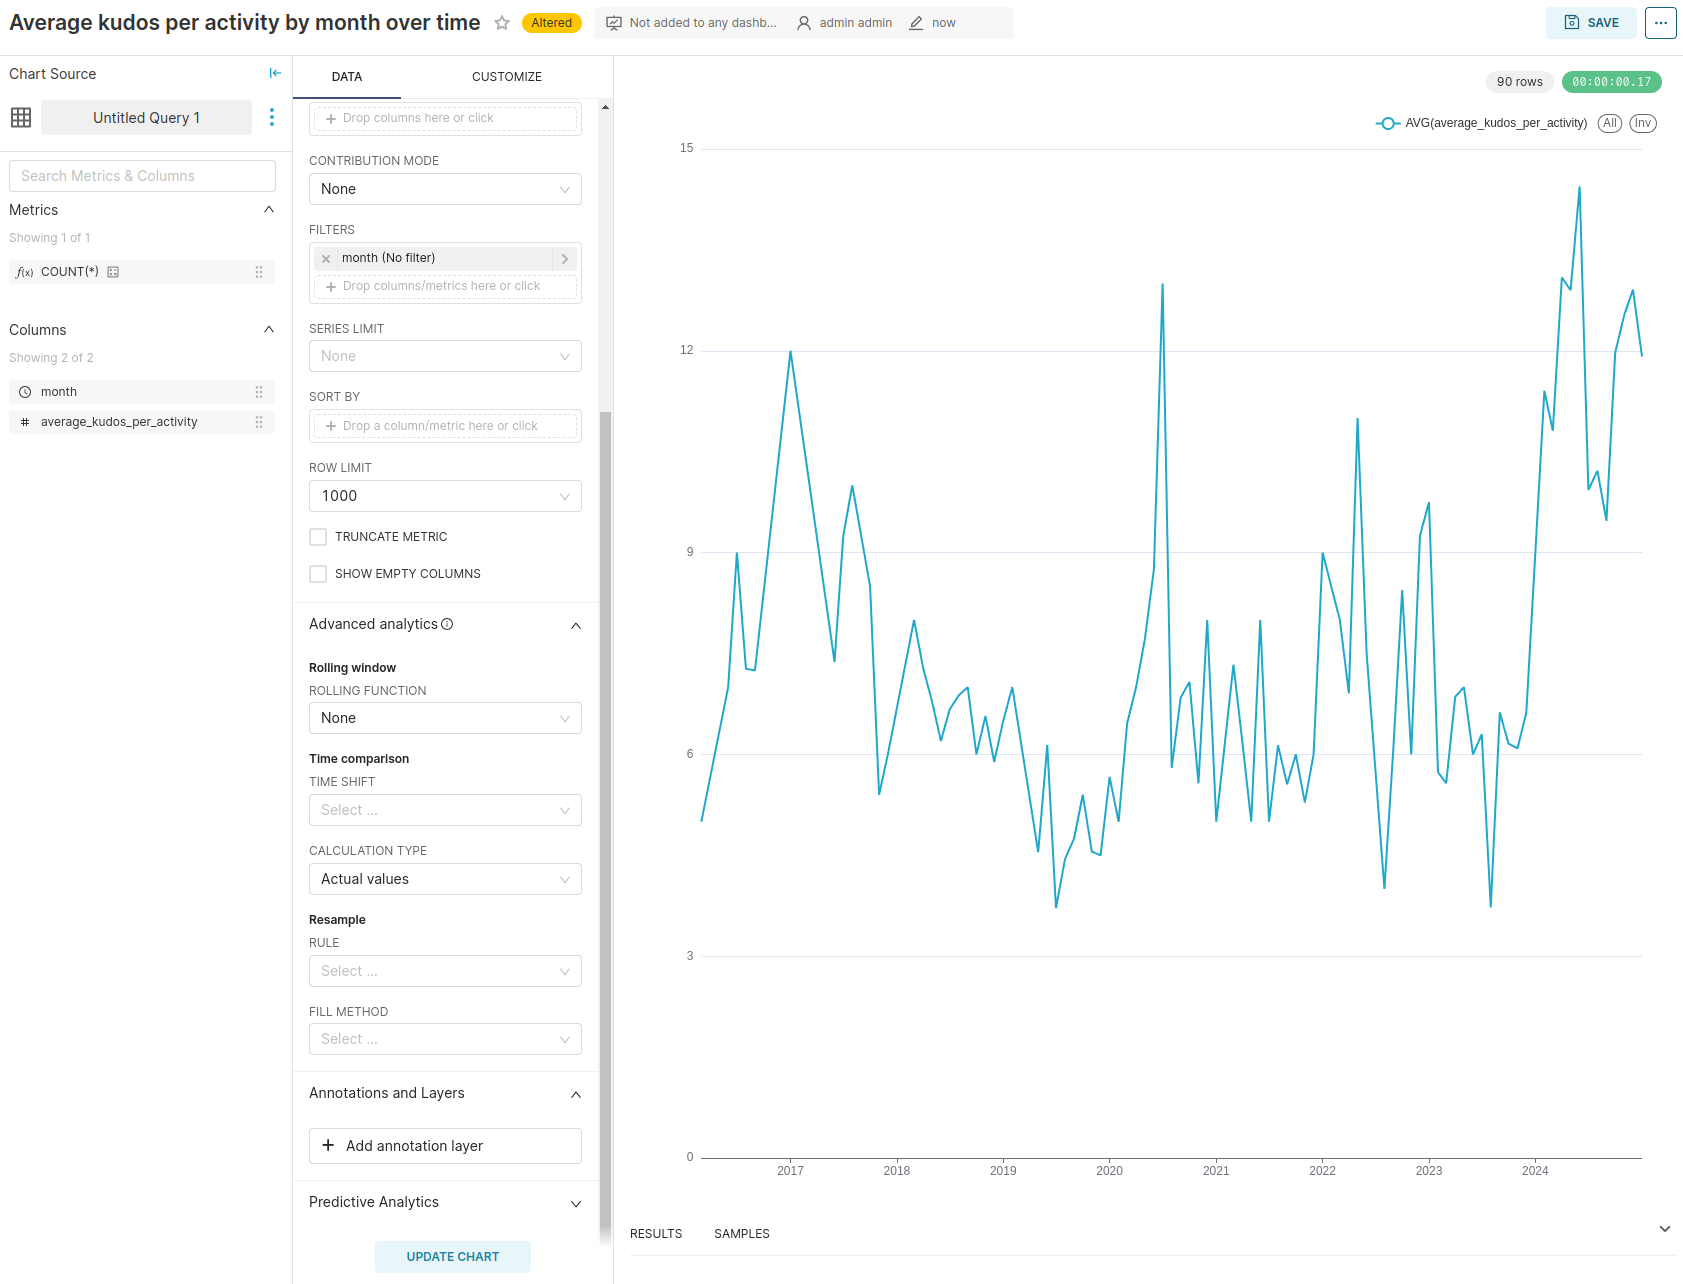 Average kudos per activity by month over time
Altered
Not added to any dashb...
admin admin
now
SAVE
Chart Source
Untitled Query 1
Search Metrics & Columns
Metrics
Showing 1 of 1
f(x) COUNT(*)
Columns
Showing 2 of 2
month
# average_kudos_per_activity
DATA
CUSTOMIZE
+ Drop columns here or click
CONTRIBUTION MODE
None
FILTERS
month (No filter)
+ Drop columns/metrics here or click
SERIES LIMIT
None
SORT BY
+ Drop a column/metric here or click
ROW LIMIT
1000
TRUNCATE METRIC
SHOW EMPTY COLUMNS
Advanced analytics
Rolling window
ROLLING FUNCTION
None
Time comparison
TIME SHIFT
Select ...
CALCULATION TYPE
Actual values
Resample
RULE
Select ...
FILL METHOD
Select ...
Annotations and Layers
+ Add annotation layer
Predictive Analytics
UPDATE CHART
90 rows
00:00:00.17
AVG(average_kudos_per_activity)
All
Inv
15
12
9
6
3
0
2017
2018
2019
2020
2021
2022
2023
2024
RESULTS
SAMPLES